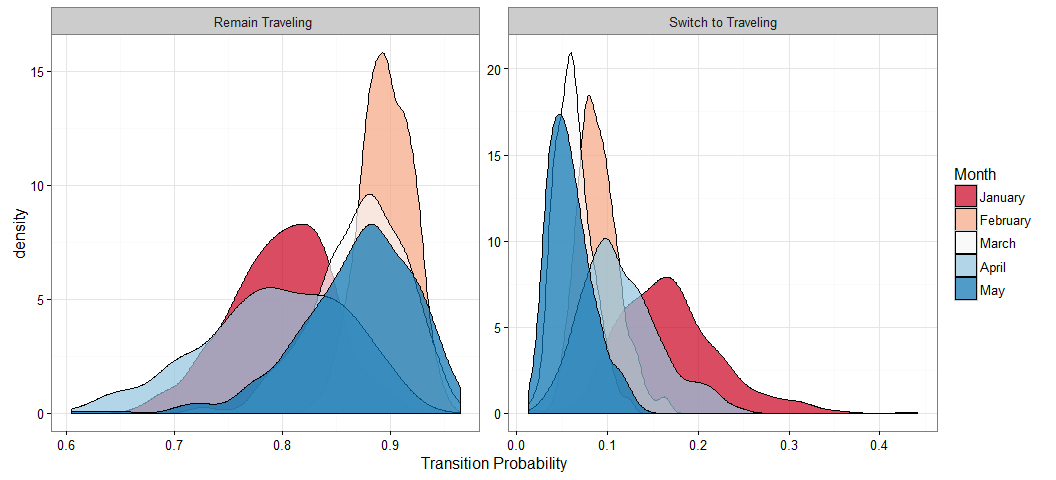 Remain Traveling
Switch to Traveling
15
10
5
0
20
15
10
5
0
density
0.6 0.7 0.8 0.9
0.0 0.1 0.2 0.3 0.4
Transition Probability
Month
January
February
March
April
May